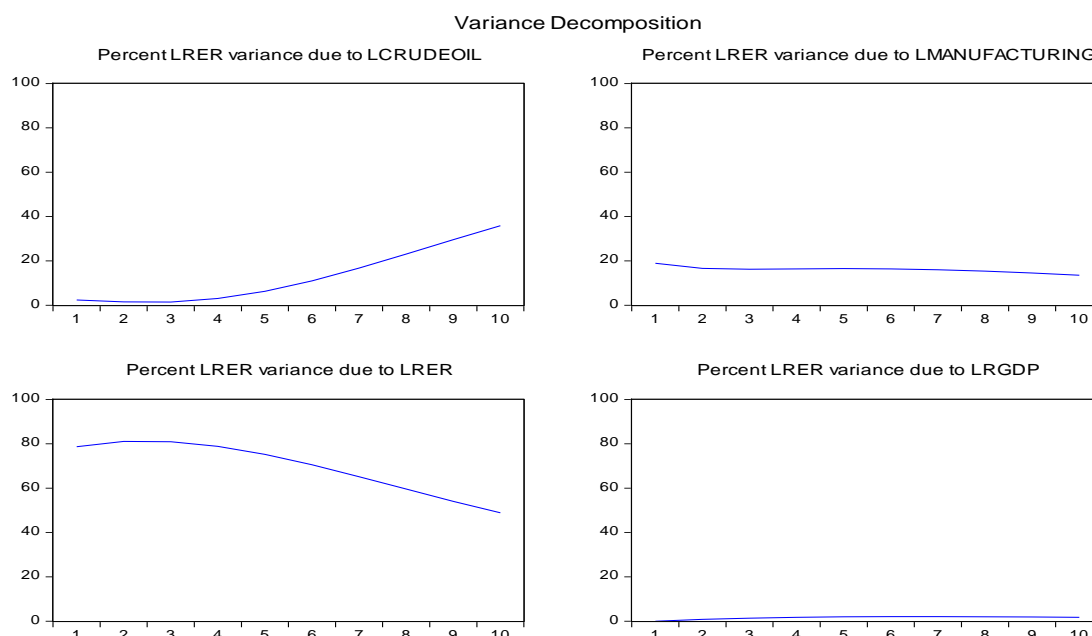 Variance Decomposition
Percent LRER variance due to LCRUDEOIL
100
80
60
40
20
0
1 2 3 4 5 6 7 8 9 10
Percent LRER variance due to LMANUFACTURING
100
80
60
40
20
0
1 2 3 4 5 6 7 8 9 10
Percent LRER variance due to LRER
100
80
60
40
20
0
1 2 3 4 5 6 7 8 9 10
Percent LRER variance due to LRGDP
100
80
60
40
20
0
1 2 3 4 5 6 7 8 9 10